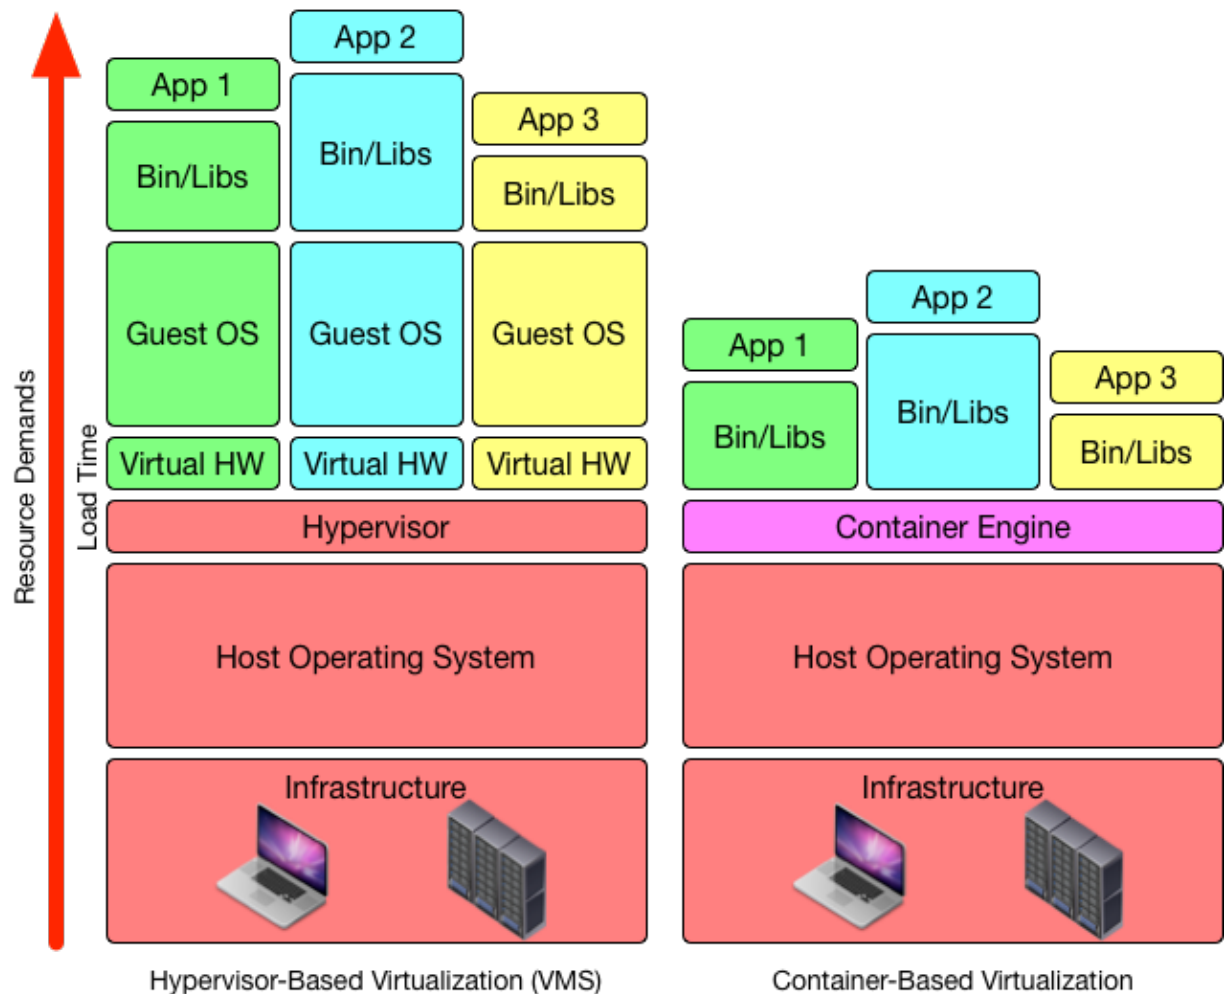 Resource Demands
Load Time
App 1
App 2
App 3
Bin/Libs
Bin/Libs
Bin/Libs
Guest OS
Guest OS
Guest OS
Virtual HW
Virtual HW
Virtual HW
Hypervisor
Host Operating System
Infrastructure
Hypervisor-Based Virtualization (VMS)
App 1
App 2
App 3
Bin/Libs
Bin/Libs
Bin/Libs
Container Engine
Host Operating System
Infrastructure
Container-Based Virtualization